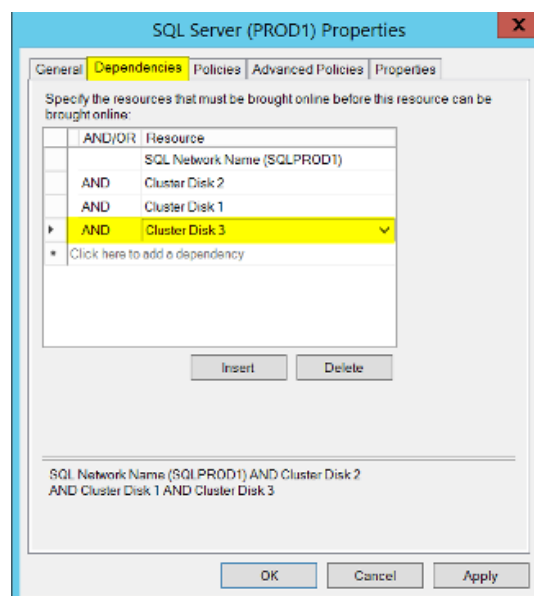 SQL Server (PROD1) Properties
X
General Dependencies Policies Advanced Policies Properties
Specify the resources that must be brought online before this resource can be
brought online:
AND/OR Resource
SQL Network Name (SQLPROD1)
AND Cluster Disk 2
AND Cluster Disk 1
AND Cluster Disk 3
* Click here to add a dependency
Insert Delete
SQL Network Name (SQLPROD1) AND Cluster Disk 2
AND Cluster Disk 1 AND Cluster Disk 3
OK Cancel Apply